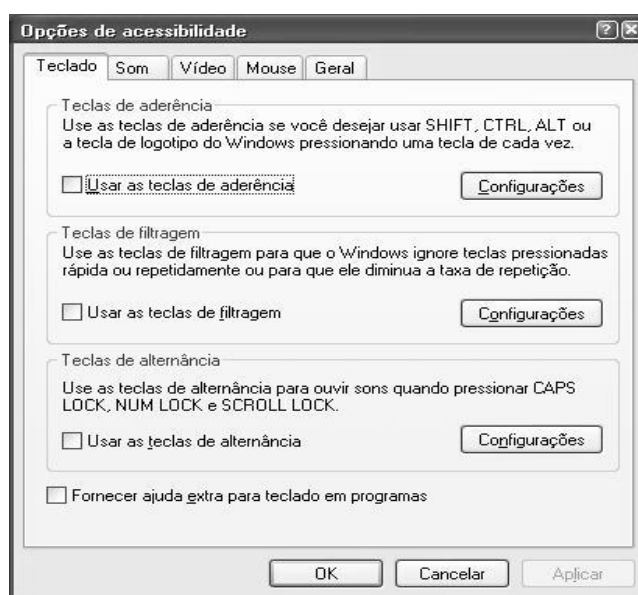 Opções de acessibilidade
Teclado Som Vídeo Mouse Geral
Teclas de aderência
Use as teclas de aderência se você desejar usar SHIFT, CTRL, ALT ou
a tecla de logotipo do Windows pressionando uma tecla de cada vez.
Usar as teclas de aderência Configurações
Teclas de filtragem
Use as teclas de filtragem para que o Windows ignore teclas pressionadas
rápida ou repetidamente ou para que ele diminua a taxa de repetição.
Usar as teclas de filtragem Configurações
Teclas de alternância
Use as teclas de alternância para ouvir sons quando pressionar CAPS
LOCK, NUM LOCK e SCROLL LOCK.
Usar as teclas de alternância Configurações
Fornecer ajuda extra para teclado em programas
OK Cancelar Aplicar